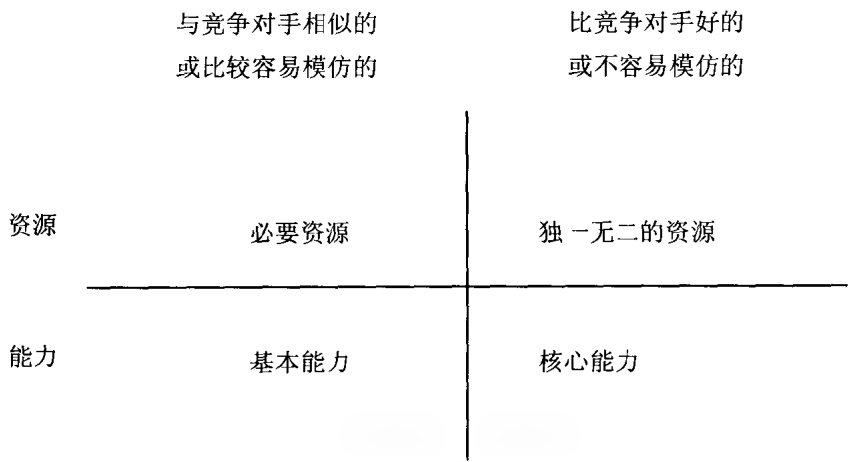 与竞争对手相似的
或比较容易模仿的
比竞争对手好的
或不容易模仿的
资源
必要资源
独一无二的资源
能力
基本能力
核心能力